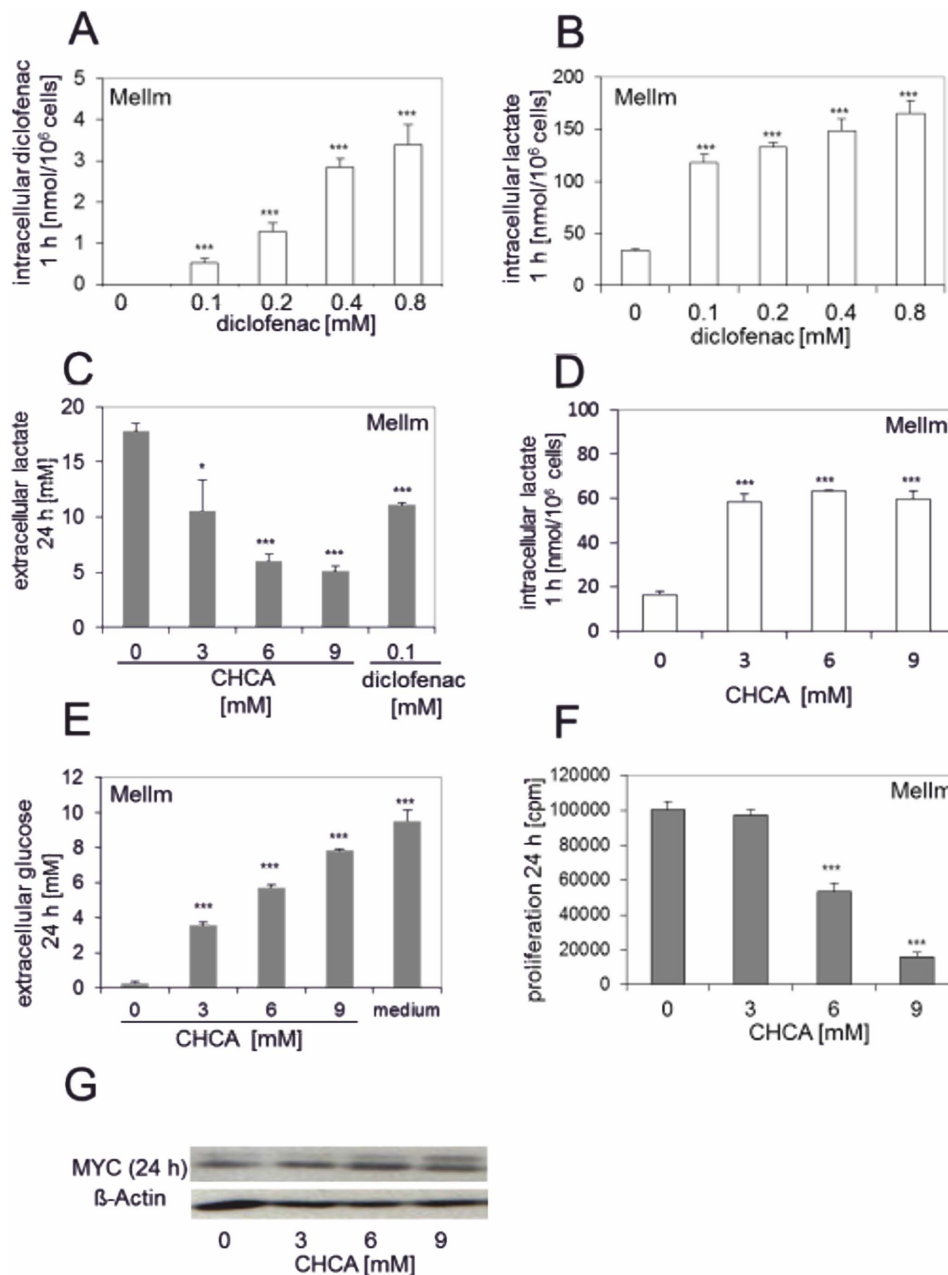 A
intracellular diclofenac
1 h [nmol/10⁶ cells]
5
4
3
2
1
0
MelIm
***
***
***
***
0 0.1 0.2 0.4 0.8
diclofenac [mM]
B
intracellular lactate
1 h [nmol/10⁶ cells]
200
150
100
50
0
MelIm
***
***
***
***
0 0.1 0.2 0.4 0.8
diclofenac [mM]
C
extracellular lactate
24 h [mM]
20
15
10
5
0
MelIm
*
***
***
***
0 3 6 9 0.1
CHCA diclofenac
[mM] [mM]
D
intracellular lactate
1 h [nmol/10⁶ cells]
100
80
60
40
20
0
MelIm
*** *** ***
0 3 6 9
CHCA [mM]
E
extracellular glucose
24 h [mM]
12
10
8
6
4
2
0
MelIm
***
***
***
***
0 3 6 9 medium
CHCA [mM]
F
proliferation 24 h [cpm]
120000
100000
80000
60000
40000
20000
0
MelIm
***
***
0 3 6 9
CHCA [mM]
G
MYC (24 h)
ß-Actin
0 3 6 9
CHCA [mM]